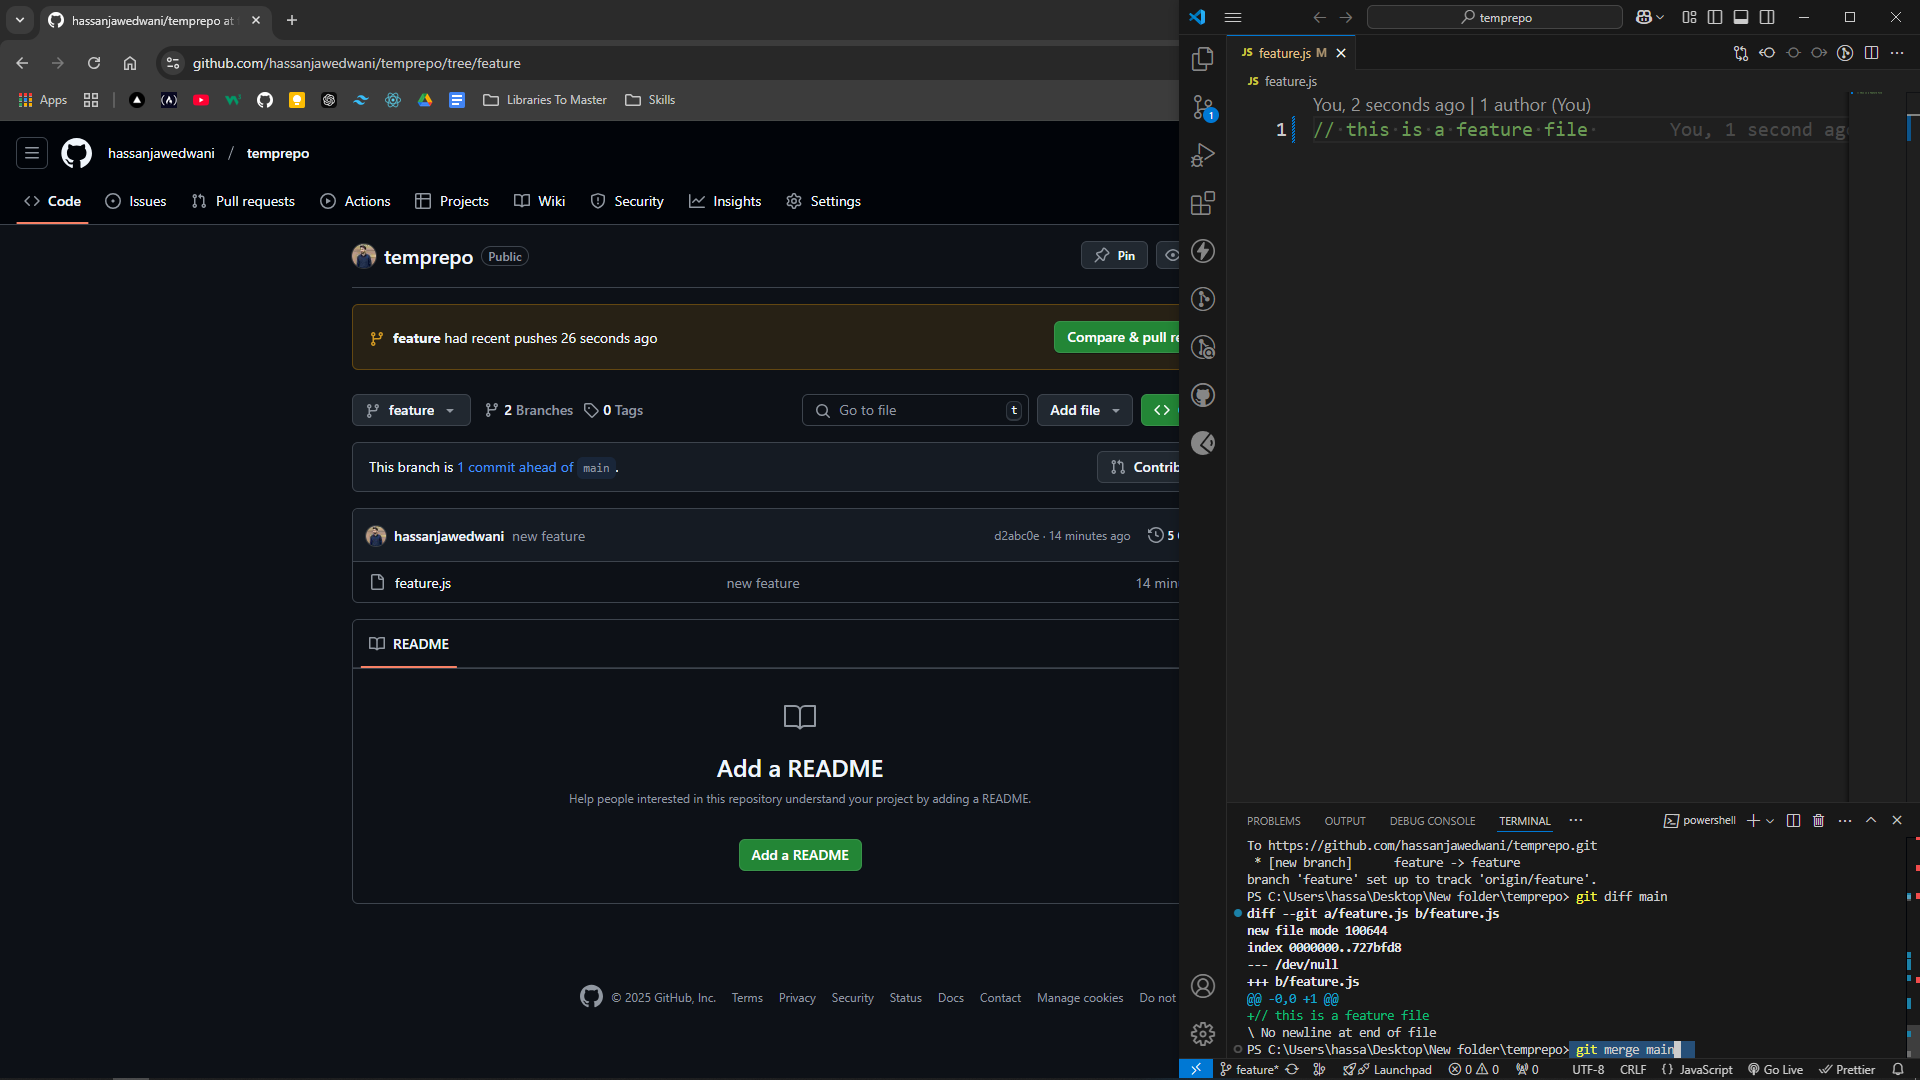 hassanjawedwani/temprepo at
github.com/hassanjawedwani/temprepo/tree/feature
Apps
Libraries To Master
Skills
hassanjawedwani / temprepo
Code
Issues
Pull requests
Actions
Projects
Wiki
Security
Insights
Settings
temprepo Public
Pin
feature had recent pushes 26 seconds ago
Compare & pull re
feature
2 Branches
0 Tags
Go to file
t
Add file
This branch is 1 commit ahead of main .
Contrib
hassanjawedwani new feature
d2abc0e · 14 minutes ago
5
feature.js
new feature
14 min
README
Add a README
Help people interested in this repository understand your project by adding a README.
Add a README
© 2025 GitHub, Inc.
Terms
Privacy
Security
Status
Docs
Contact
Manage cookies
Do not
temprepo
JS feature.js M
JS feature.js
You, 2 seconds ago | 1 author (You)
1 // this is a feature file You, 1 second ago
1
PROBLEMS
OUTPUT
DEBUG CONSOLE
TERMINAL
powershell
To https://github.com/hassanjawedwani/temprepo.git
* [new branch] feature -> feature
branch 'feature' set up to track 'origin/feature'.
PS C:\Users\hassa\Desktop\New folder\temprepo> git diff main
diff --git a/feature.js b/feature.js
new file mode 100644
index 0000000..727bfd8
--- /dev/null
+++ b/feature.js
@@ -0,0 +1 @@
+// this is a feature file
\ No newline at end of file
PS C:\Users\hassa\Desktop\New folder\temprepo> git merge main
feature*
Launchpad
0
0
0
UTF-8
CRLF
{} JavaScript
Go Live
Prettier